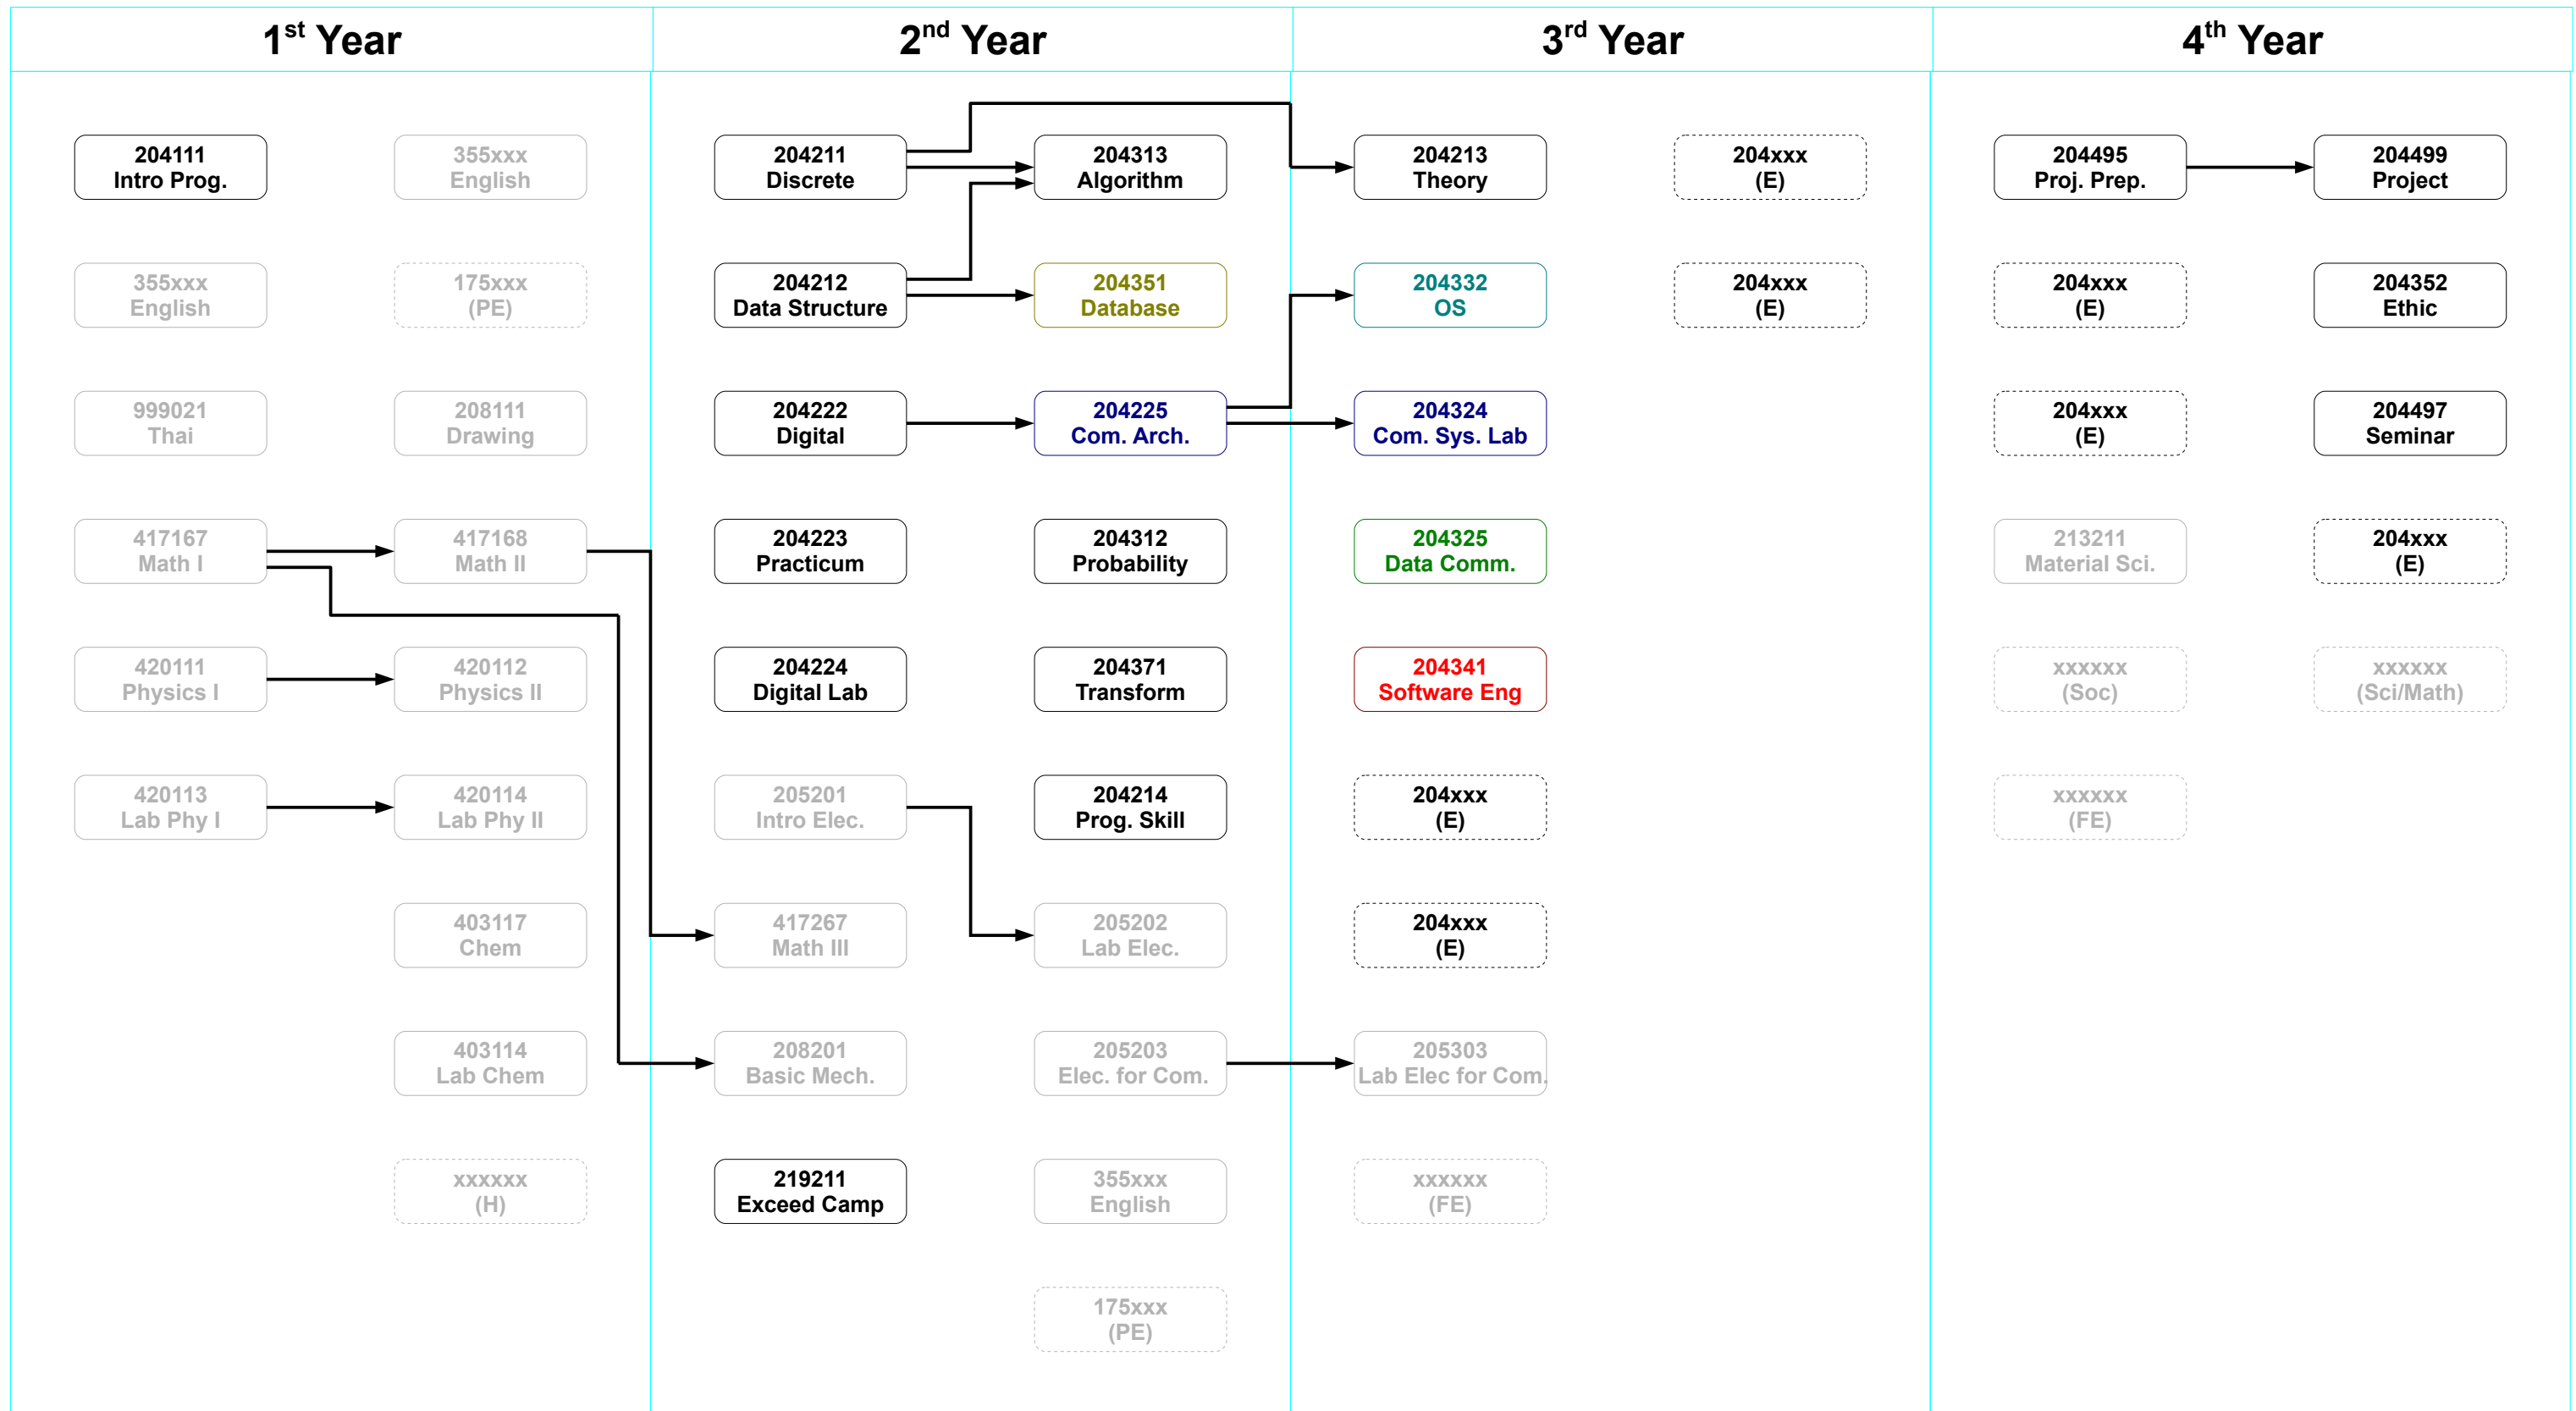 1st Year
2nd Year
3rd Year
4th Year
204111
Intro Prog.
355xxx
English
999021
Thai
417167
Math I
420111
Physics I
420113
Lab Phy I
355xxx
English
175xxx
(PE)
208111
Drawing
417168
Math II
420112
Physics II
420114
Lab Phy II
403117
Chem
403114
Lab Chem
xxxxxx
(H)
204211
Discrete
204212
Data Structure
204222
Digital
204223
Practicum
204224
Digital Lab
205201
Intro Elec.
417267
Math III
208201
Basic Mech.
219211
Exceed Camp
204313
Algorithm
204351
Database
204225
Com. Arch.
204312
Probability
204371
Transform
204214
Prog. Skill
205202
Lab Elec.
205203
Elec. for Com.
355xxx
English
175xxx
(PE)
204213
Theory
204332
OS
204324
Com. Sys. Lab
204325
Data Comm.
204341
Software Eng
204xxx
(E)
204xxx
(E)
205303
Lab Elec for Com.
xxxxxx
(FE)
204xxx
(E)
204xxx
(E)
204495
Proj. Prep.
204xxx
(E)
204xxx
(E)
213211
Material Sci.
xxxxxx
(Soc)
xxxxxx
(FE)
204499
Project
204352
Ethic
204497
Seminar
204xxx
(E)
xxxxxx
(Sci/Math)